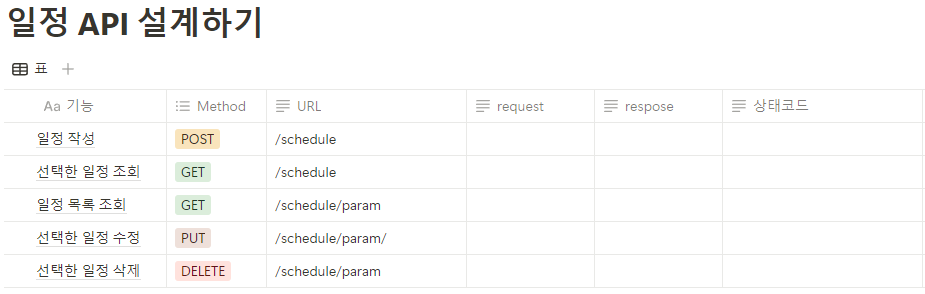 일정 API 설계하기
표
Aa 기능 Method URL request respose 상태코드
일정 작성 POST /schedule
선택한 일정 조회 GET /schedule
일정 목록 조회 GET /schedule/param
선택한 일정 수정 PUT /schedule/param/
선택한 일정 삭제 DELETE /schedule/param